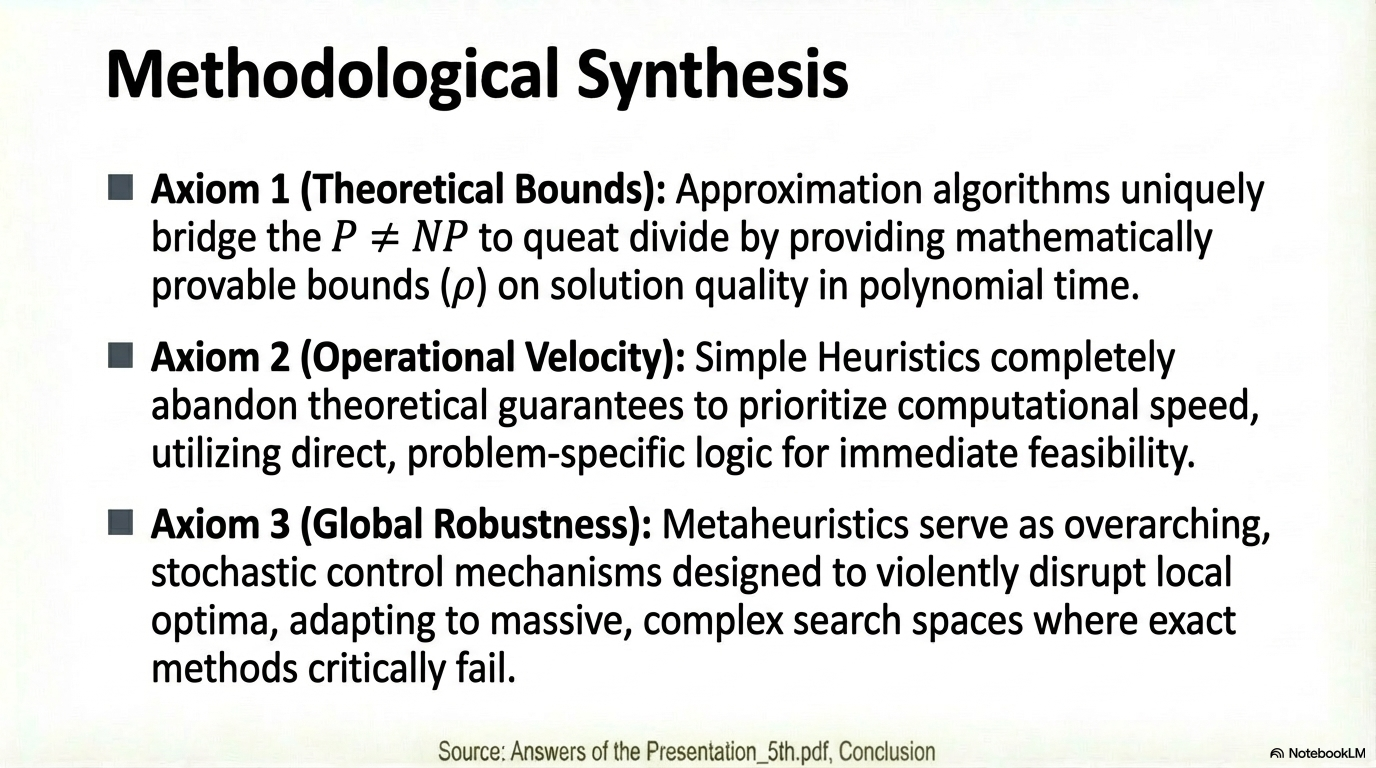 Methodological Synthesis
Axiom 1 (Theoretical Bounds): Approximation algorithms uniquely
bridge the P ≠ NP to queat divide by providing mathematically
provable bounds (ρ) on solution quality in polynomial time.
Axiom 2 (Operational Velocity): Simple Heuristics completely
abandon theoretical guarantees to prioritize computational speed,
utilizing direct, problem-specific logic for immediate feasibility.
Axiom 3 (Global Robustness): Metaheuristics serve as overarching,
stochastic control mechanisms designed to violently disrupt local
optima, adapting to massive, complex search spaces where exact
methods critically fail.
Source: Answers of the Presentation_5th.pdf, Conclusion
NotebookLM